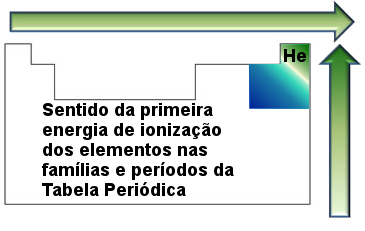 He
Sentido da primeira
energia de ionização
dos elementos nas
famílias e períodos da
Tabela Periódica